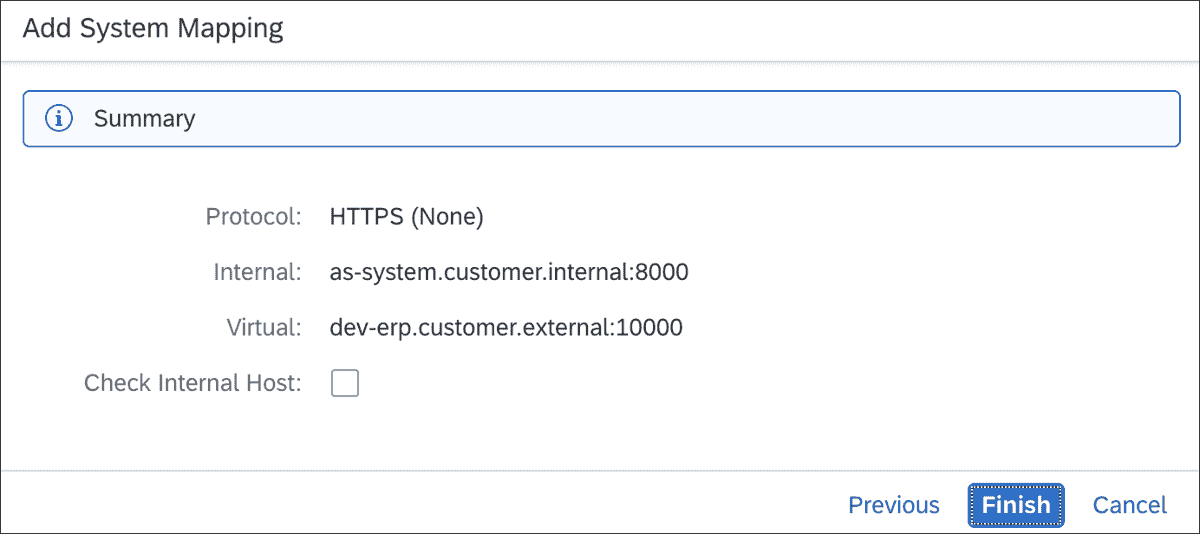 Add System Mapping
Summary
Protocol: HTTPS (None)
Internal: as-system.customer.internal:8000
Virtual: dev-erp.customer.external:10000
Check Internal Host:
Previous Finish Cancel